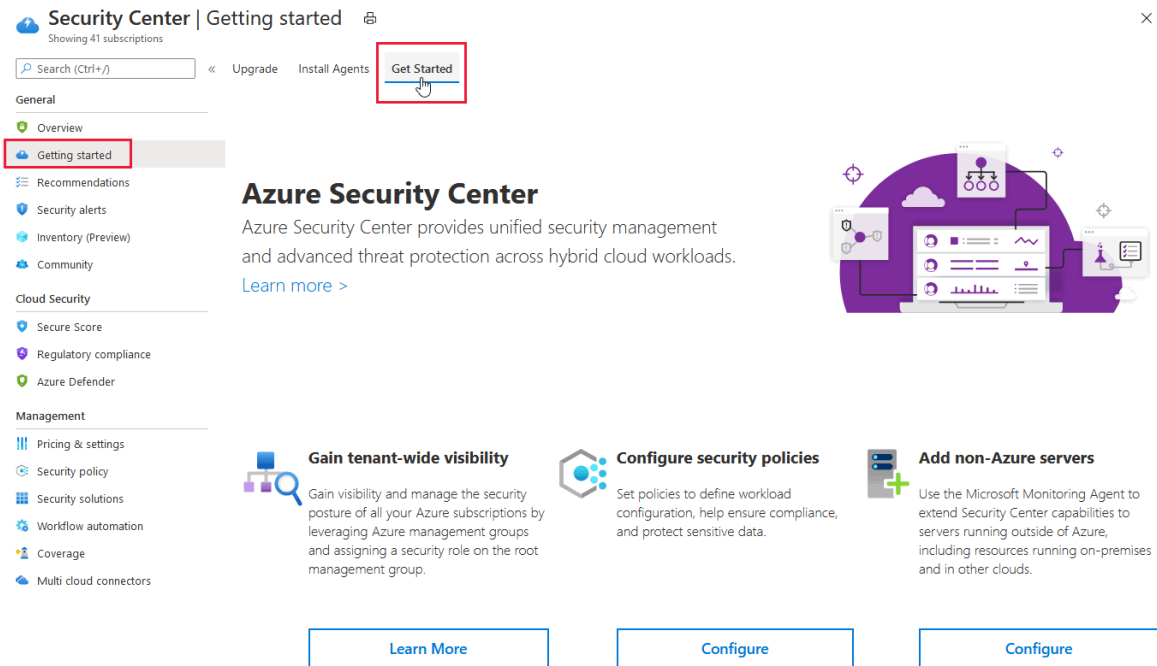 Security Center | Getting started
Showing 41 subscriptions
Search (Ctrl+/)
«
Upgrade
Install Agents
Get Started
General
Overview
Getting started
Recommendations
Security alerts
Inventory (Preview)
Community
Cloud Security
Secure Score
Regulatory compliance
Azure Defender
Management
Pricing & settings
Security policy
Security solutions
Workflow automation
Coverage
Multi cloud connectors
Azure Security Center
Azure Security Center provides unified security management
and advanced threat protection across hybrid cloud workloads.
Learn more >
Gain tenant-wide visibility
Gain visibility and manage the security
posture of all your Azure subscriptions by
leveraging Azure management groups
and assigning a security role on the root
management group.
Learn More
Configure security policies
Set policies to define workload
configuration, help ensure compliance,
and protect sensitive data.
Configure
Add non-Azure servers
Use the Microsoft Monitoring Agent to
extend Security Center capabilities to
servers running outside of Azure,
including resources running on-premises
and in other clouds.
Configure